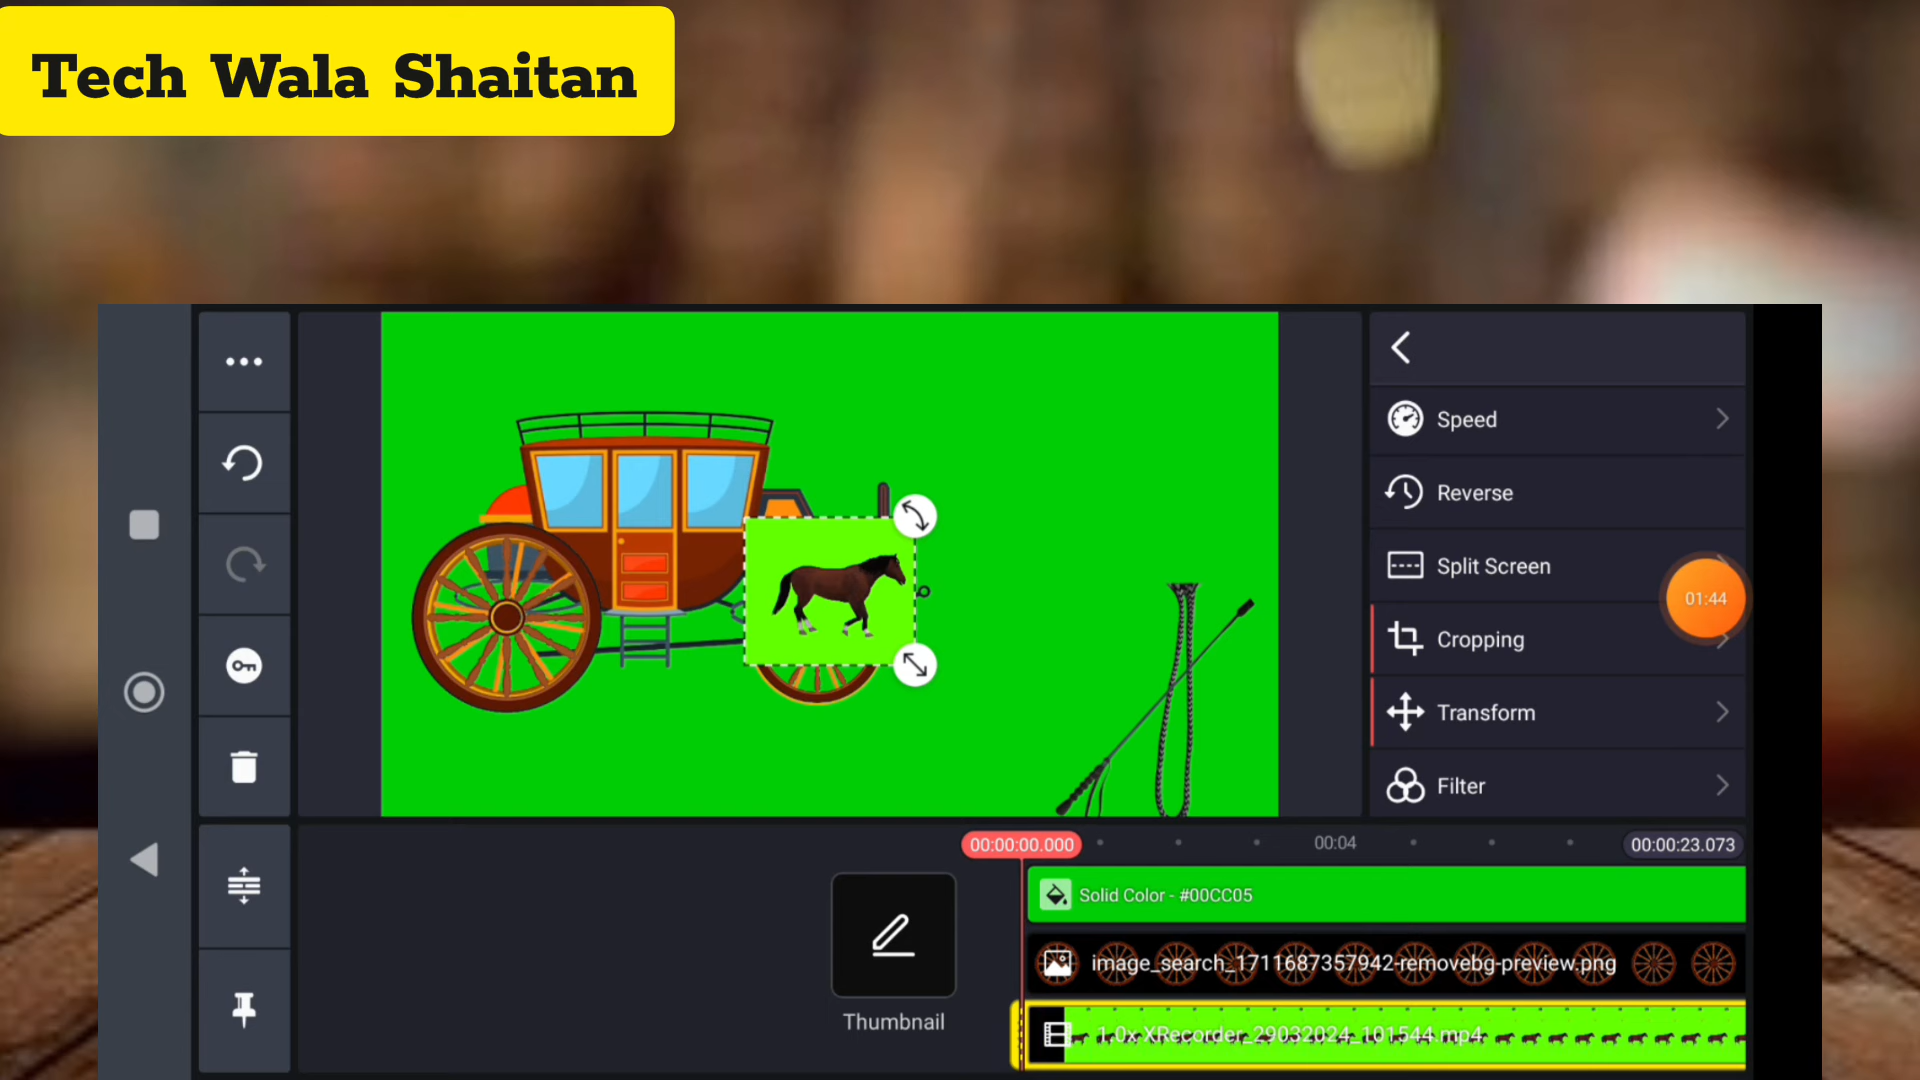 Tech Wala Shaitan
Speed
Reverse
Split Screen
01:44
Cropping
Transform
Filter
00:00:00.000
00:04
00:00:23.073
Solid Color - #00CC05
image_search_1711687357942-removebg-preview.png
Thumbnail
1.0x XRecorder_29032024_101544.mp4